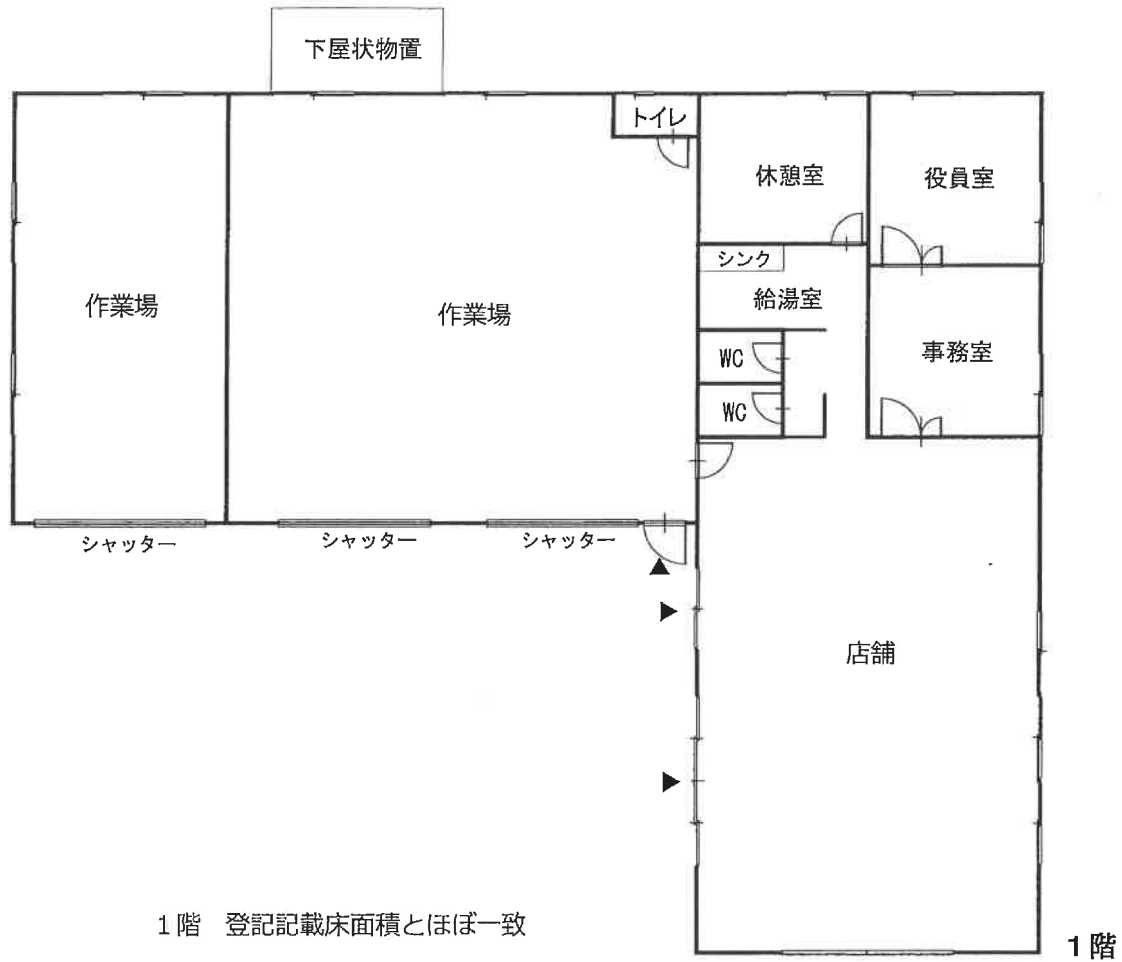 下屋状物置
トイレ
休憩室
役員室
シンク
給湯室
作業場
作業場
WC
事務室
WC
シャッター
シャッター
シャッター
店舗
1階 登記記載床面積とほぼ一致
1階